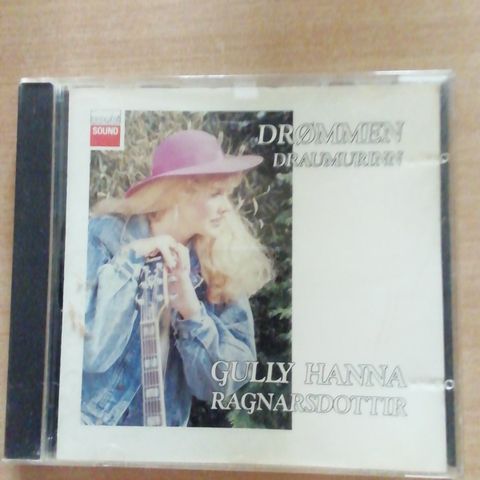 SOUND
DRØMMEN
DRAUMURINN
GULLY HANNA
RAGNARSDOTTIR